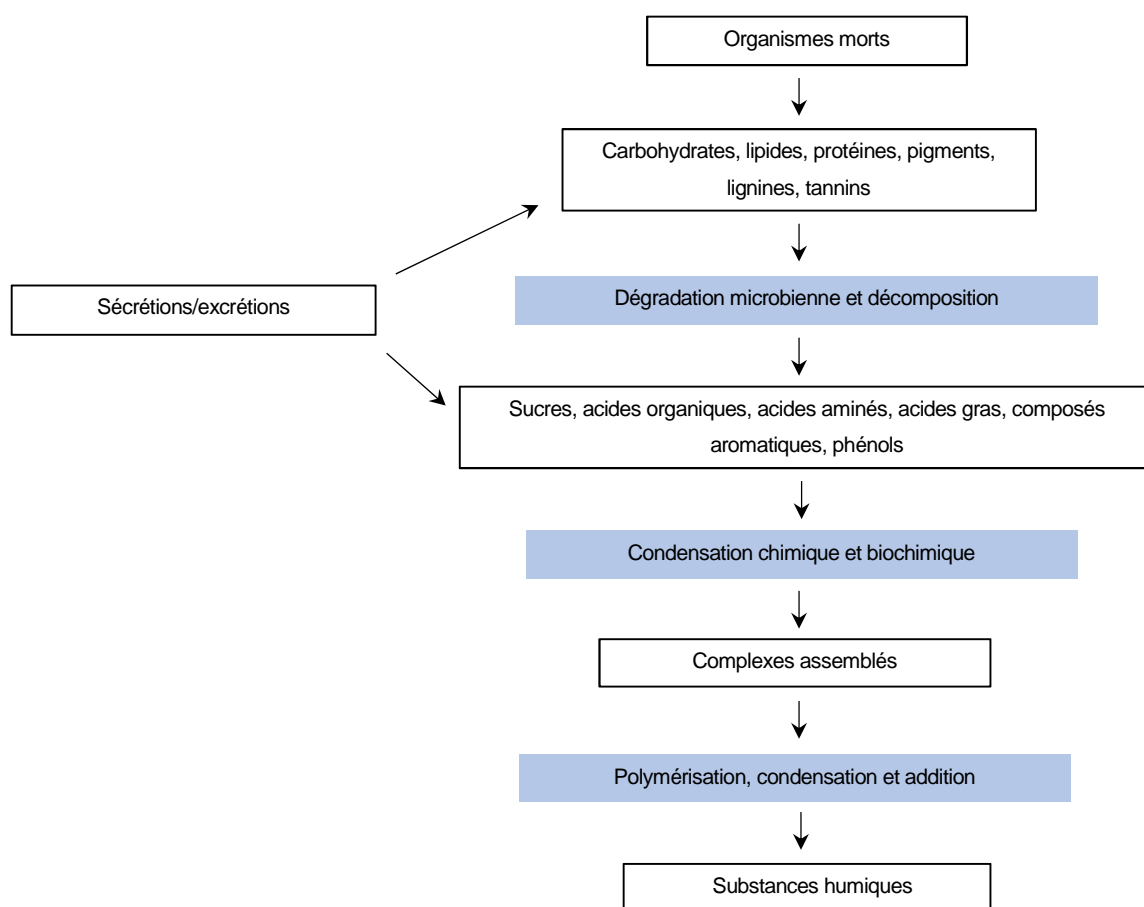 Organismes morts
Carbohydrates, lipides, protéines, pigments,
lignines, tannins
Sécrétions/excrétions
Dégradation microbienne et décomposition
Sucres, acides organiques, acides aminés, acides gras, composés
aromatiques, phénols
Condensation chimique et biochimique
Complexes assemblés
Polymérisation, condensation et addition
Substances humiques